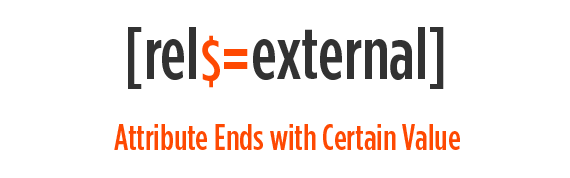 [rel$=external]
Attribute Ends with Certain Value